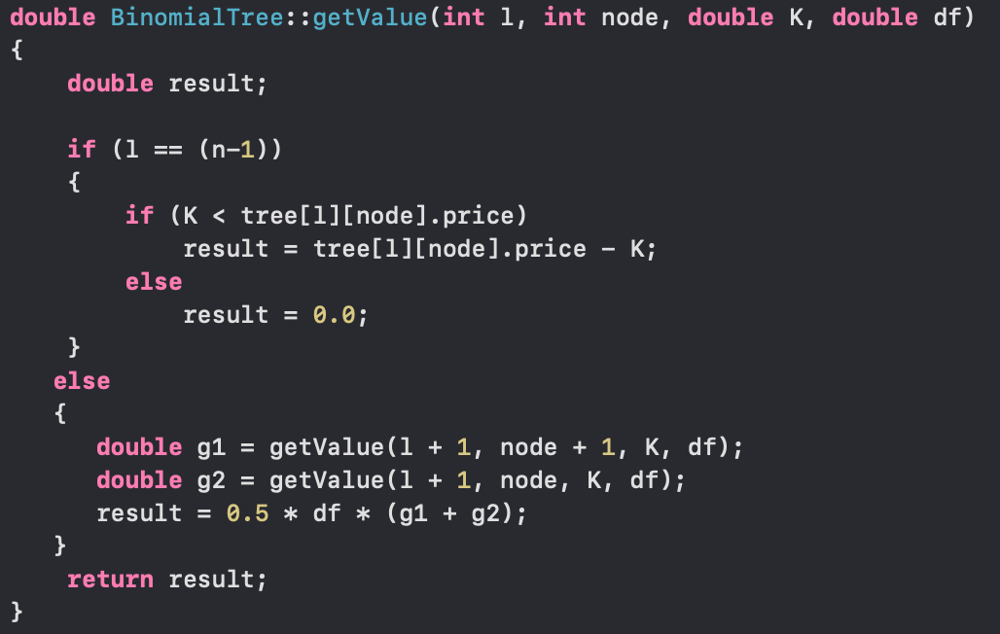 double BinomialTree::getValue(int l, int node, double K, double df)
{
    double result;

    if (l == (n-1))
    {
        if (K < tree[l][node].price)
            result = tree[l][node].price - K;
        else
            result = 0.0;
    }
   else
   {
      double g1 = getValue(l + 1, node + 1, K, df);
      double g2 = getValue(l + 1, node, K, df);
      result = 0.5 * df * (g1 + g2);
   }
    return result;
}